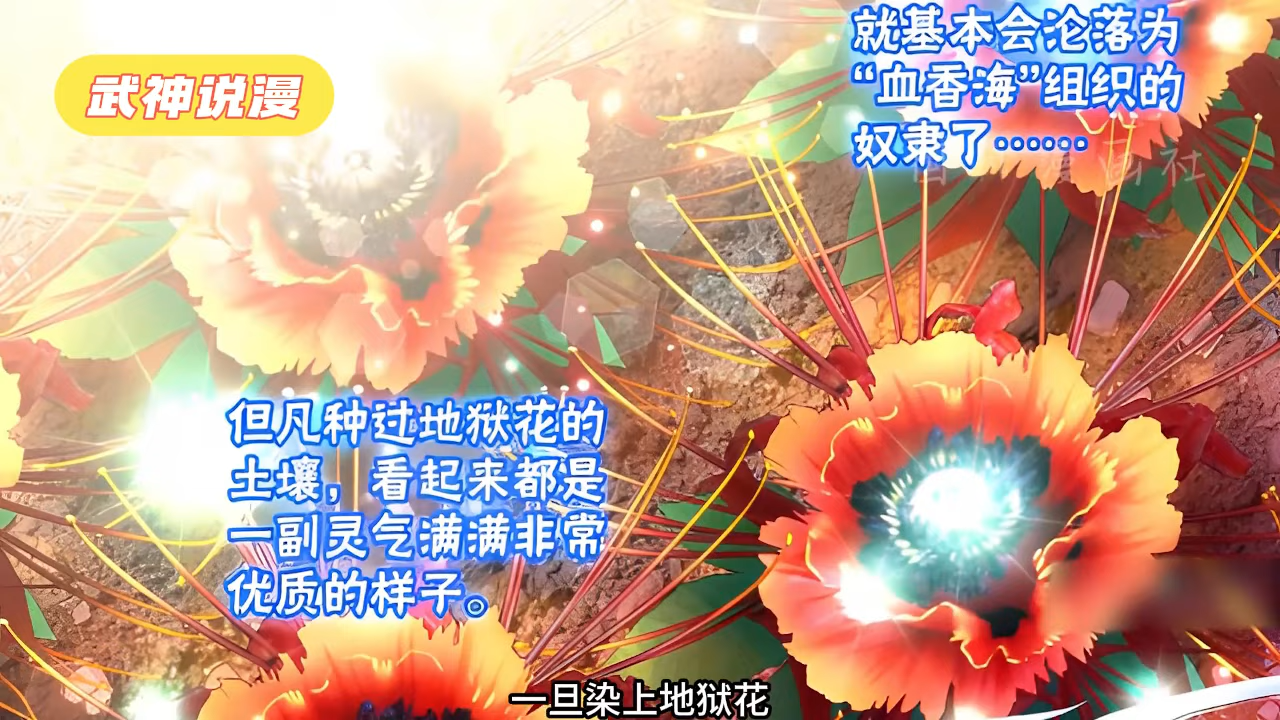 武神说漫
就基本会沦落为
“血香海”组织的
奴隶了……
但凡种过地狱花的
土壤，看起来都是
一副灵气满满非常
优质的样子。
一旦染上地狱花